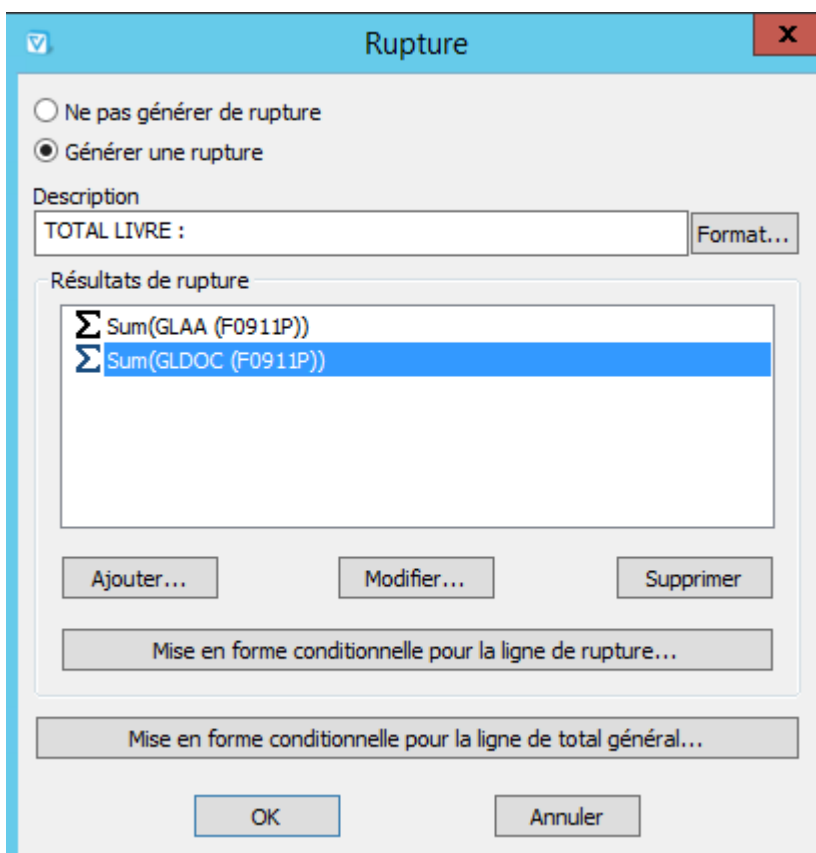 Rupture
x
Ne pas générer de rupture
Générer une rupture
Description
TOTAL LIVRE :
Format...
Résultats de rupture
Σ Sum(GLAA (F0911P))
Σ Sum(GLDOC (F0911P))
Ajouter...
Modifier...
Supprimer
Mise en forme conditionnelle pour la ligne de rupture...
Mise en forme conditionnelle pour la ligne de total général...
OK
Annuler